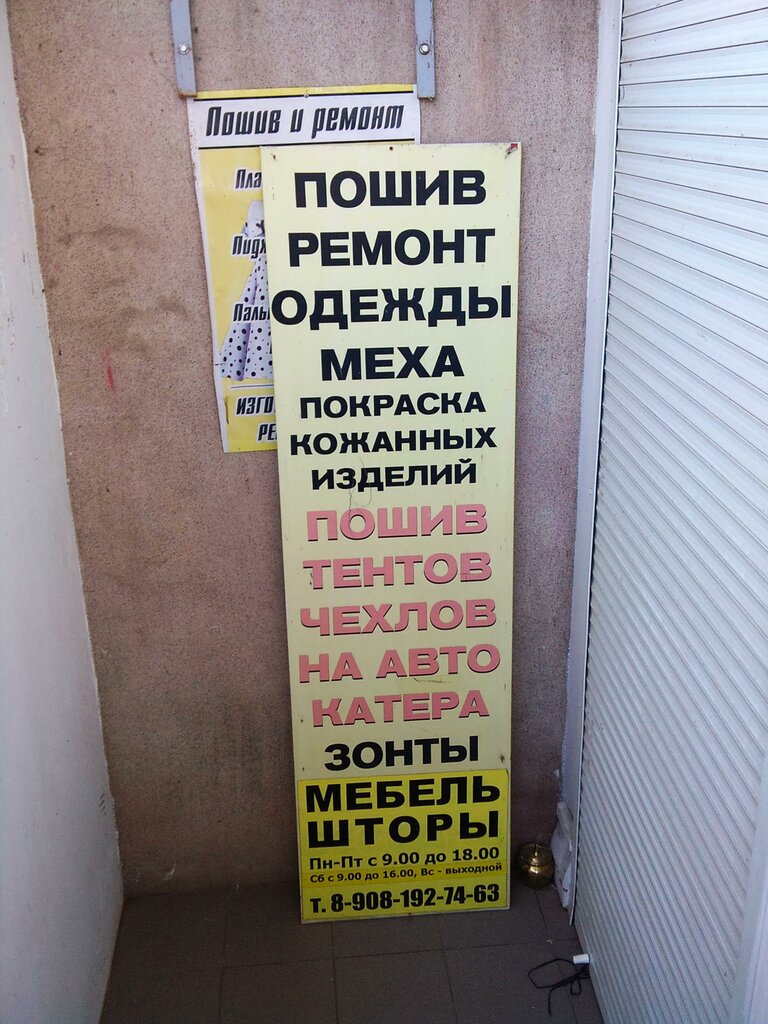 Пошив и ремонт
ПОШИВ
РЕМОНТ
ОДЕЖДЫ
МЕХА
ПОКРАСКА
КОЖАННЫХ
ИЗДЕЛИЙ
ПОШИВ
ТЕНТОВ
ЧЕХЛОВ
НА АВТО
КАТЕРА
ЗОНТЫ
МЕБЕЛЬ
ШТОРЫ
Пн-Пт с 9.00 до 18.00
Сб с 9.00 до 16.00, Вс - выходной
т. 8-908-192-74-63